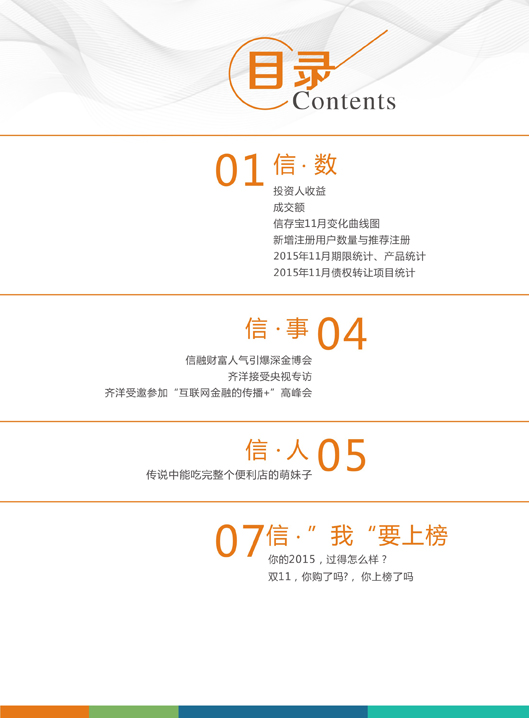 目录
Contents
01 信·数
投资人收益
成交额
信存宝11月变化曲线图
新增注册用户数量与推荐注册
2015年11月期限统计、产品统计
2015年11月债权转让项目统计
信·事 04
信融财富人气引爆深金博会
齐洋接受央视专访
齐洋受邀参加“互联网金融的传播+”高峰会
信·人 05
传说中能吃完整个便利店的萌妹子
07 信·”我“要上榜
你的2015，过得怎么样？
双11，你购了吗?，你上榜了吗